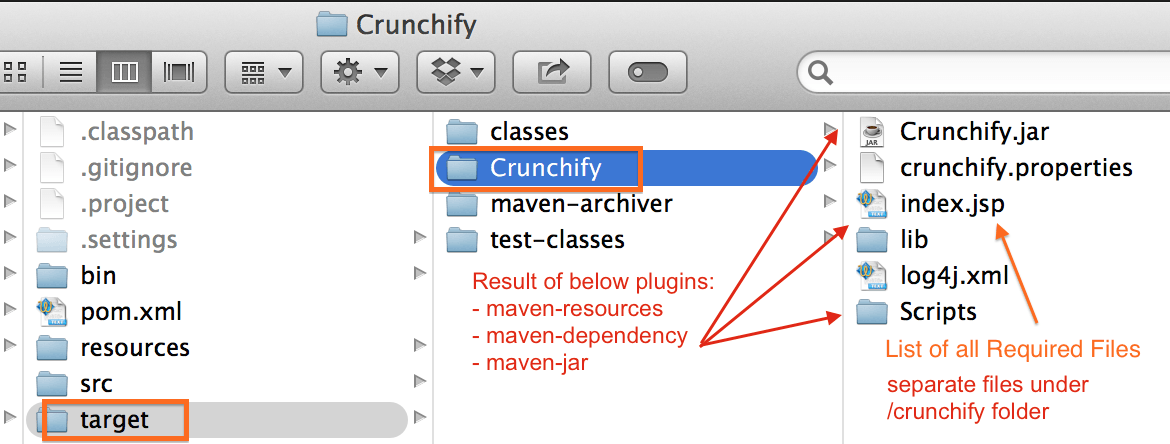 Crunchify
.classpath
.gitignore
.project
.settings
bin
pom.xml
resources
src
target
classes
Crunchify
maven-archiver
test-classes
Result of below plugins:
- maven-resources
- maven-dependency
- maven-jar
Crunchify.jar
crunchify.properties
index.jsp
lib
log4j.xml
Scripts
List of all Required Files
separate files under
/crunchify folder
JAR